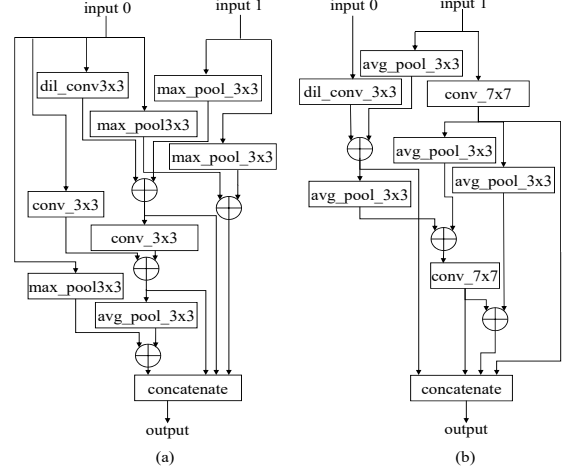 input 0
input 1
dil_conv3x3
max_pool_3x3
max_pool3x3
max_pool_3x3
conv_3x3
conv_3x3
max_pool3x3
avg_pool_3x3
concatenate
output
(a)
input 0
input 1
avg_pool_3x3
dil_conv_3x3
conv_7x7
avg_pool_3x3
avg_pool_3x3
avg_pool_3x3
conv_7x7
concatenate
output
(b)